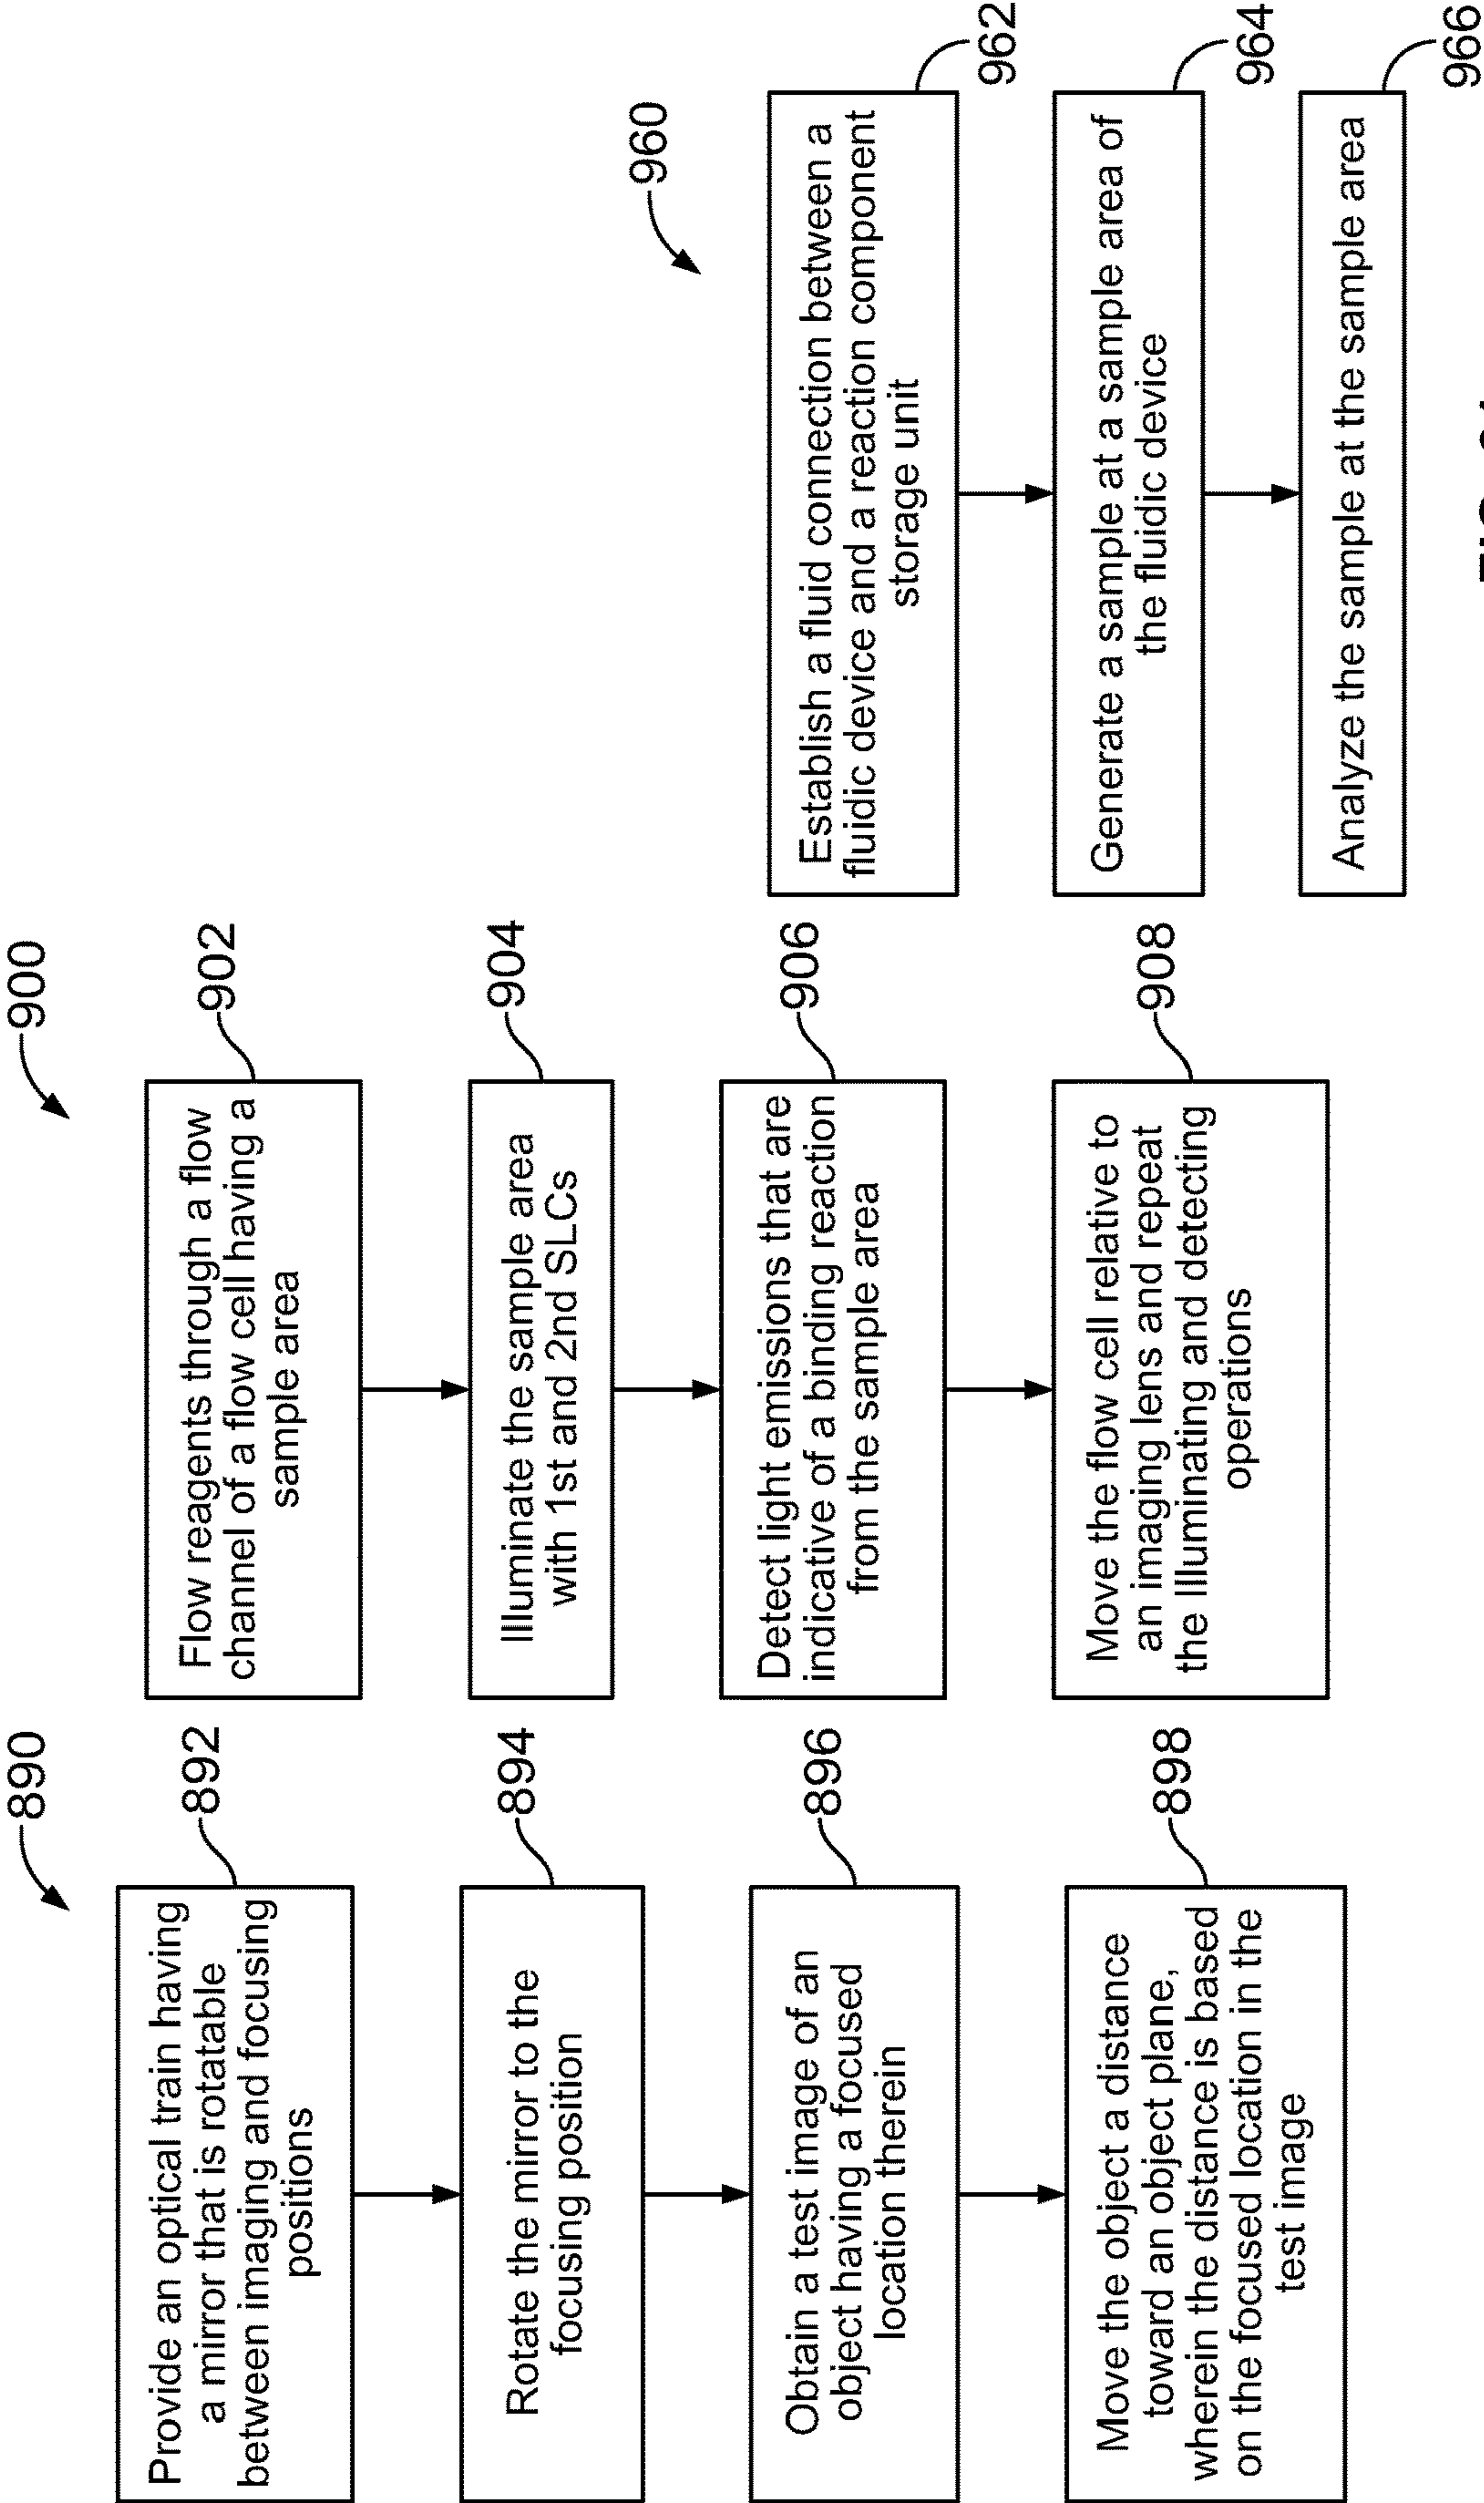 890
Provide an optical train having
a mirror that is rotatable
between imaging and focusing
positions
892
Rotate the mirror to the
focusing position
894
Obtain a test image of an
object having a focused
location therein
896
Move the object a distance
toward an object plane,
wherein the distance is based
on the focused location in the
test image
898
900
Flow reagents through a flow
channel of a flow cell having a
sample area
902
Illuminate the sample area
with 1st and 2nd SLCs
904
Detect light emissions that are
indicative of a binding reaction
from the sample area
906
Move the flow cell relative to
an imaging lens and repeat
the Illuminating and detecting
operations
908
960
Establish a fluid connection between a
fluidic device and a reaction component
storage unit
962
Generate a sample at a sample area of
the fluidic device
964
Analyze the sample at the sample area
966